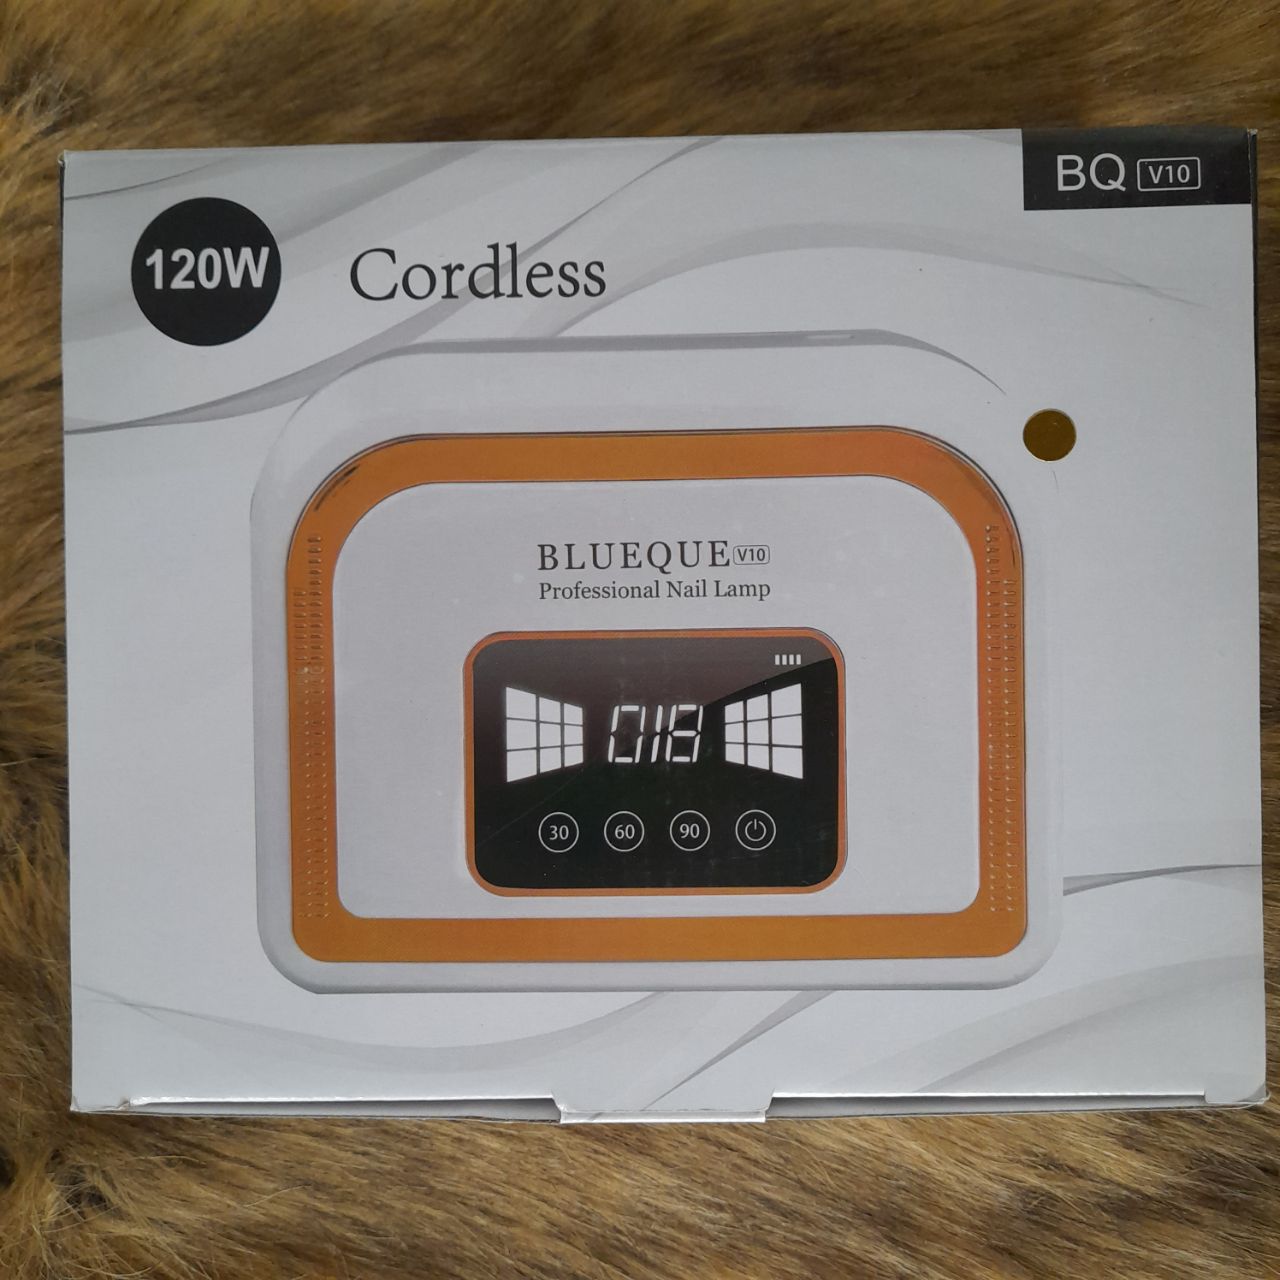 BQ V10
120W
Cordless
BLUEQUE V10
Professional Nail Lamp
018
30 60 90